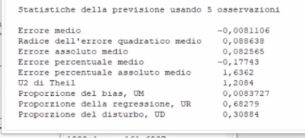 Statistiche della previsione usando 5 osservazioni
Errore medio -0,0081106
Radice dell'errore quadratico medio 0,088638
Errore assoluto medio 0,082565
Errore percentuale medio -0,17743
Errore percentuale assoluto medio 1,6362
U2 di Theil 1,2084
Proporzione del bias, UM 0,0083727
Proporzione della regressione, UR 0,68279
Proporzione del disturbo, UD 0,30884